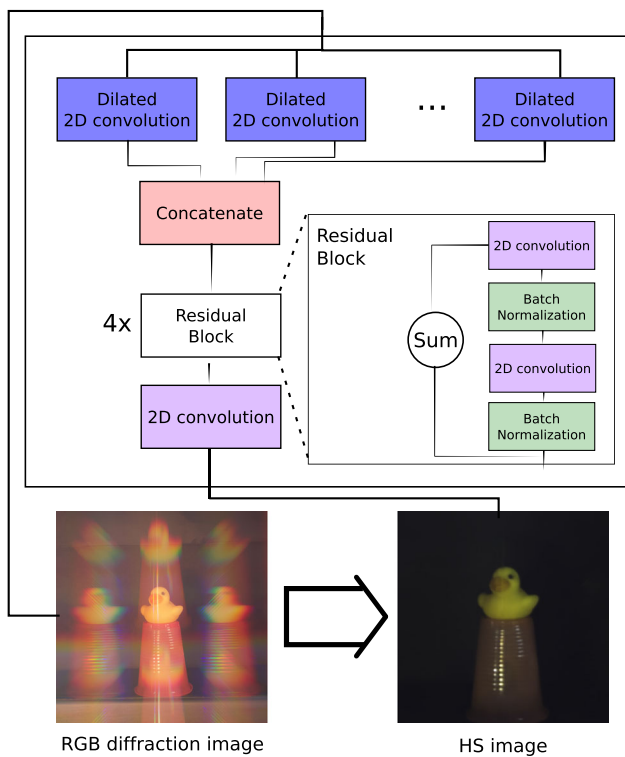 Dilated
2D convolution
Dilated
2D convolution
...
Dilated
2D convolution
Concatenate
4x
Residual
Block
2D convolution
Residual
Block
Sum
2D convolution
Batch
Normalization
2D convolution
Batch
Normalization
RGB diffraction image
HS image